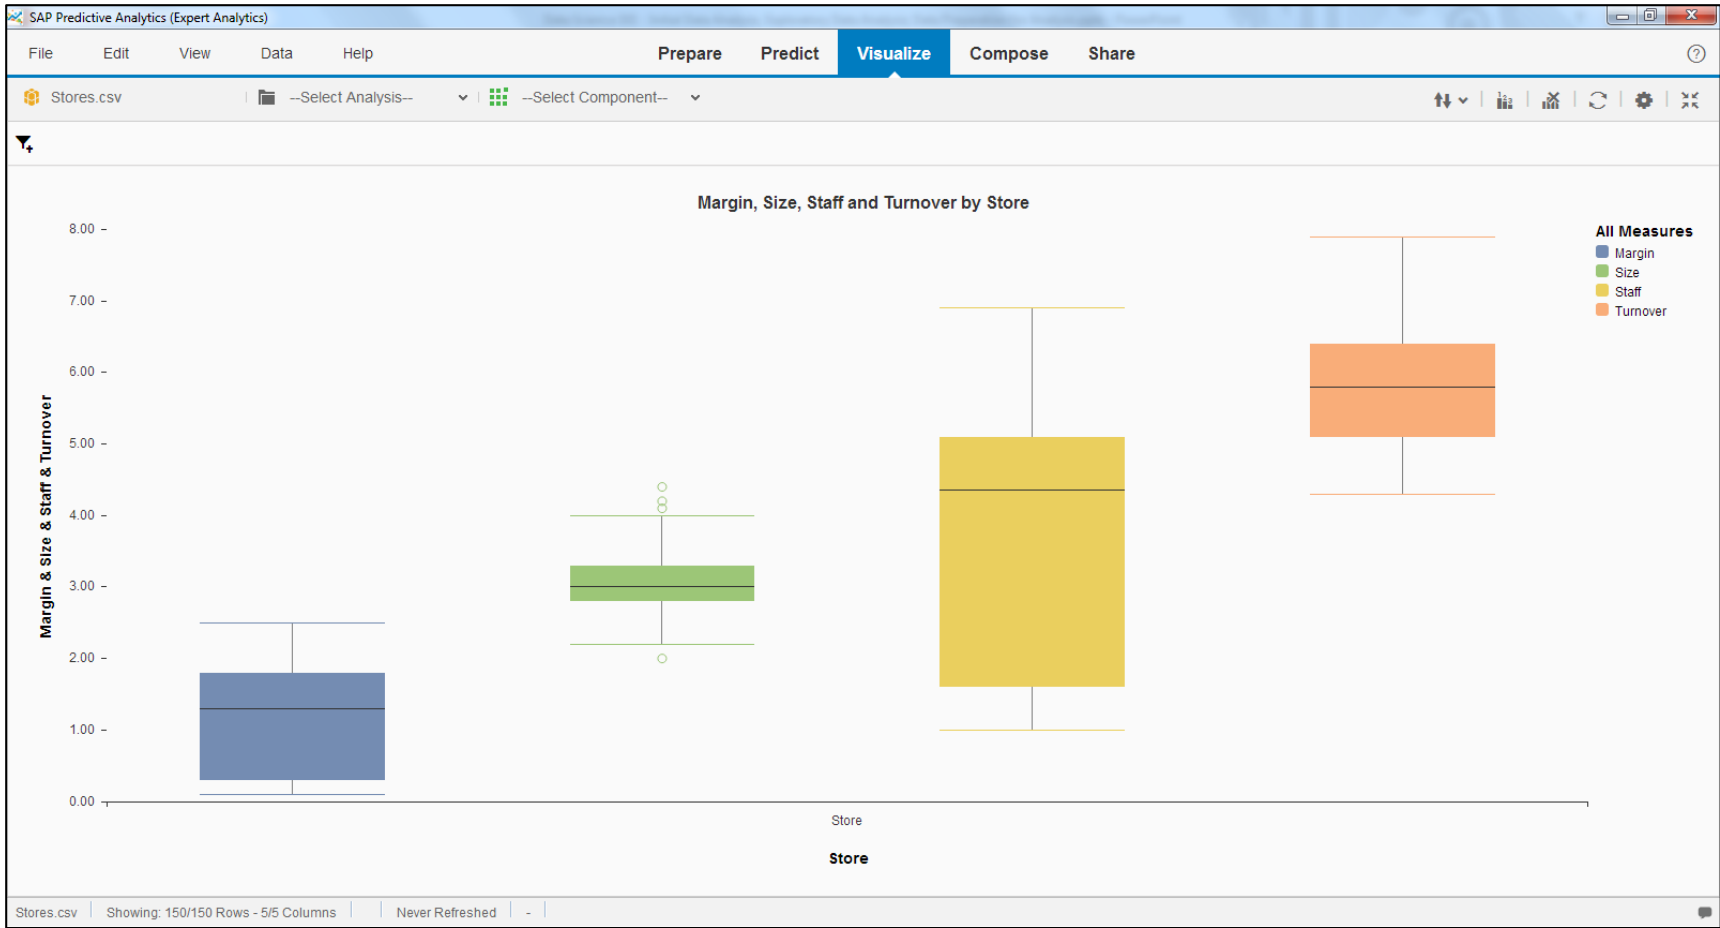 SAP Predictive Analytics (Expert Analytics)
File Edit View Data Help Prepare Predict Visualize Compose Share
Stores.csv --Select Analysis-- --Select Component--
Margin, Size, Staff and Turnover by Store
8.00
7.00
6.00
5.00
4.00
3.00
2.00
1.00
0.00
Margin & Size & Staff & Turnover
All Measures
Margin
Size
Staff
Turnover
Store
Store
Stores.csv Showing: 150/150 Rows - 5/5 Columns Never Refreshed -